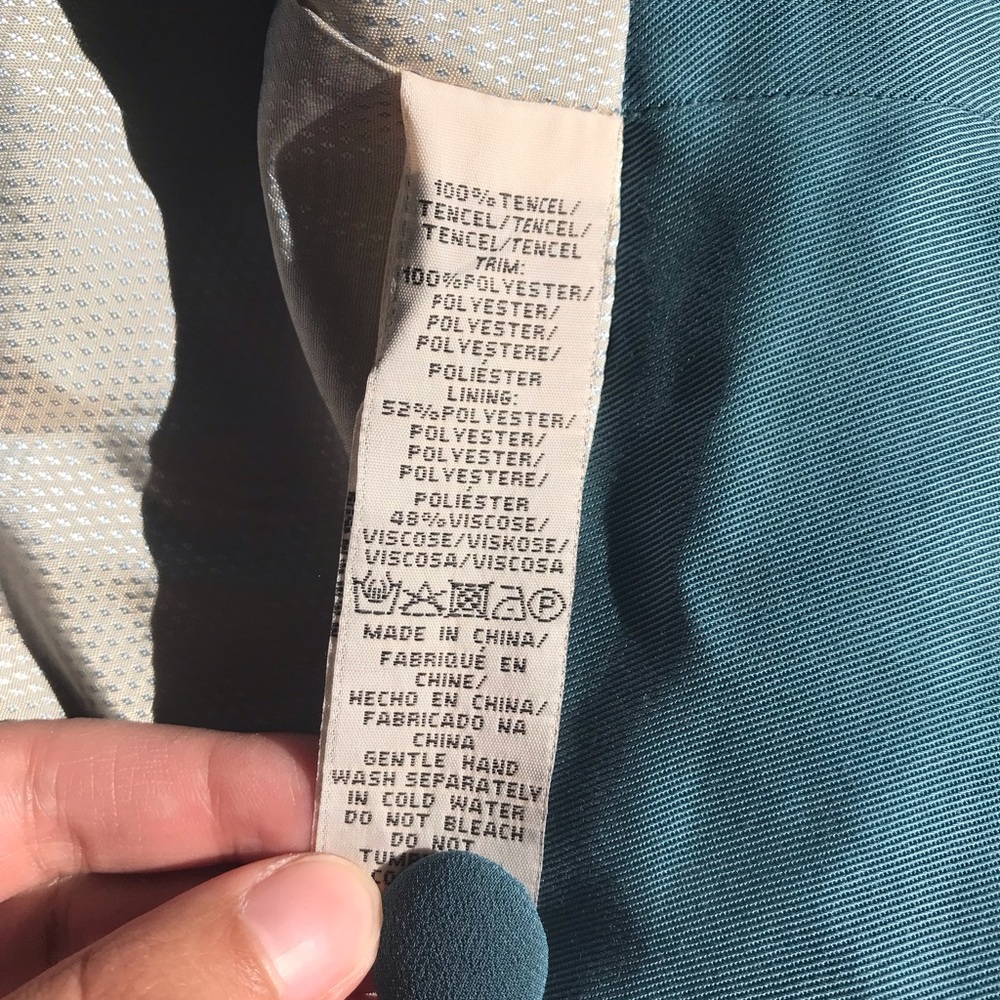 100%TENCEL/
TENCEL/TENCEL/
TENCEL/TENCEL
TRIM:
100%POLYESTER/
POLYESTER/
POLYESTER/
POLYESTERE/
POLIÉSTER
LINING:
52%POLYESTER/
POLYESTER/
POLYESTER/
POLYESTERE/
POLIÉSTER
48%VISCOSE/
VISCOSE/VISKOSE/
VISCOSA/VISCOSA
P
MADE IN CHINA/
FABRIQUÉ EN
CHINE/
HECHO EN CHINA/
FABRICADO NA
CHINA
GENTLE HAND
WASH SEPARATELY
IN COLD WATER
DO NOT BLEACH
DO NOT